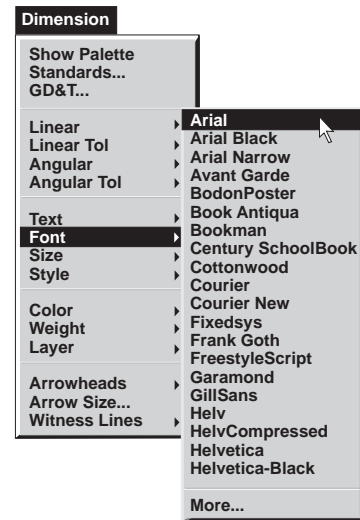 Dimension
Show Palette
Standards...
GD&T...
Linear
Linear Tol
Angular
Angular Tol
Text
Font
Size
Style
Color
Weight
Layer
Arrowheads
Arrow Size...
Witness Lines
Arial
Arial Black
Arial Narrow
Avant Garde
BodonPoster
Book Antiqua
Bookman
Century SchoolBook
Cottonwood
Courier
Courier New
Fixedsys
Frank Goth
FreestyleScript
Garamond
GillSans
Helv
HelvCompressed
Helvetica
Helvetica-Black
More...